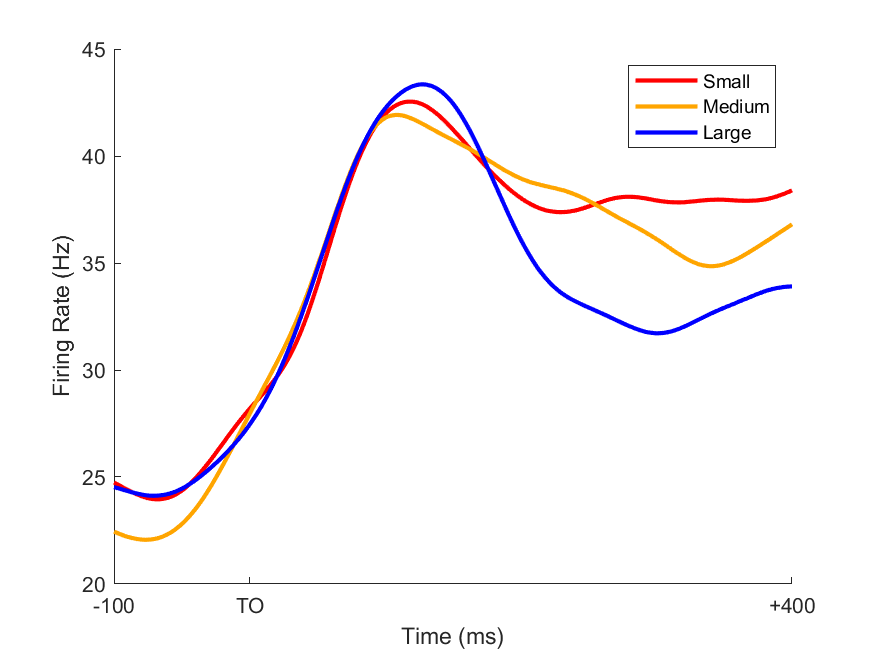 45
40
35
30
25
20
Firing Rate (Hz)
Small
Medium
Large
-100
TO
+400
Time (ms)